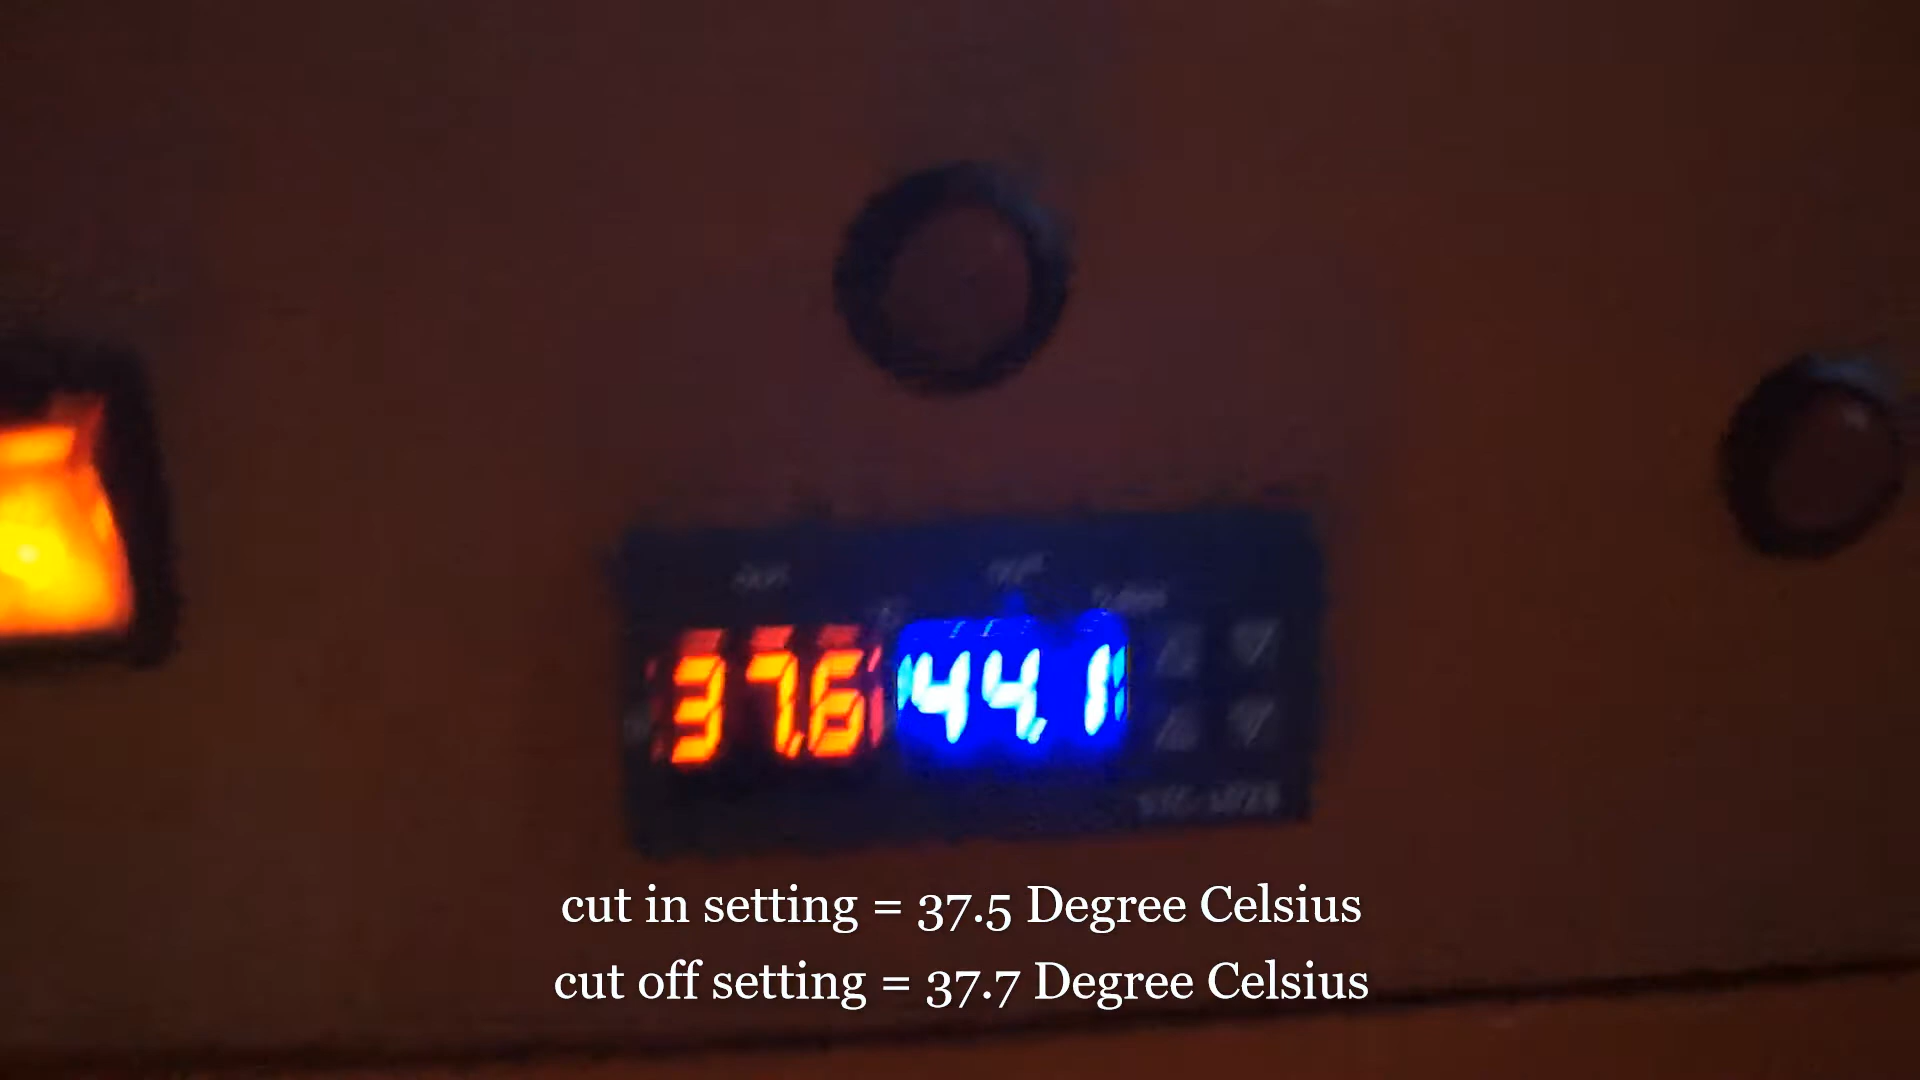 37.6 44.1
cut in setting = 37.5 Degree Celsius
cut off setting = 37.7 Degree Celsius